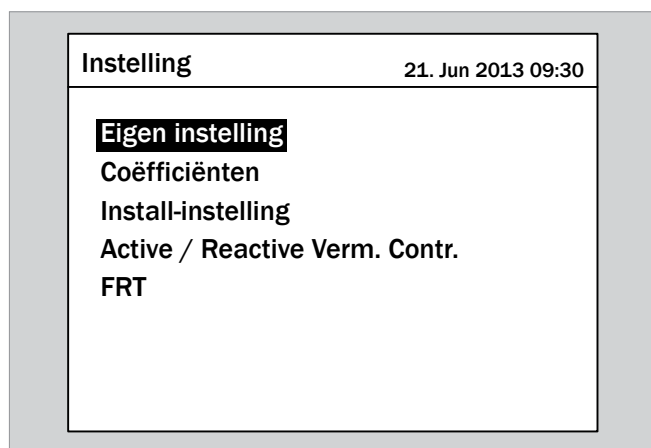 Instelling 21. Jun 2013 09:30
Eigen instelling
Coëfficiënten
Install-instelling
Active / Reactive Verm. Contr.
FRT